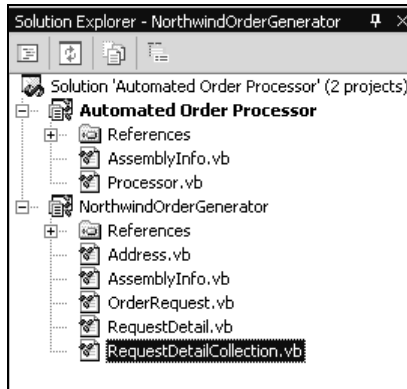 Solution Explorer - NorthwindOrderGenerator
Solution 'Automated Order Processor' (2 projects)
Automated Order Processor
References
AssemblyInfo.vb
Processor.vb
NorthwindOrderGenerator
References
Address.vb
AssemblyInfo.vb
OrderRequest.vb
RequestDetail.vb
RequestDetailCollection.vb